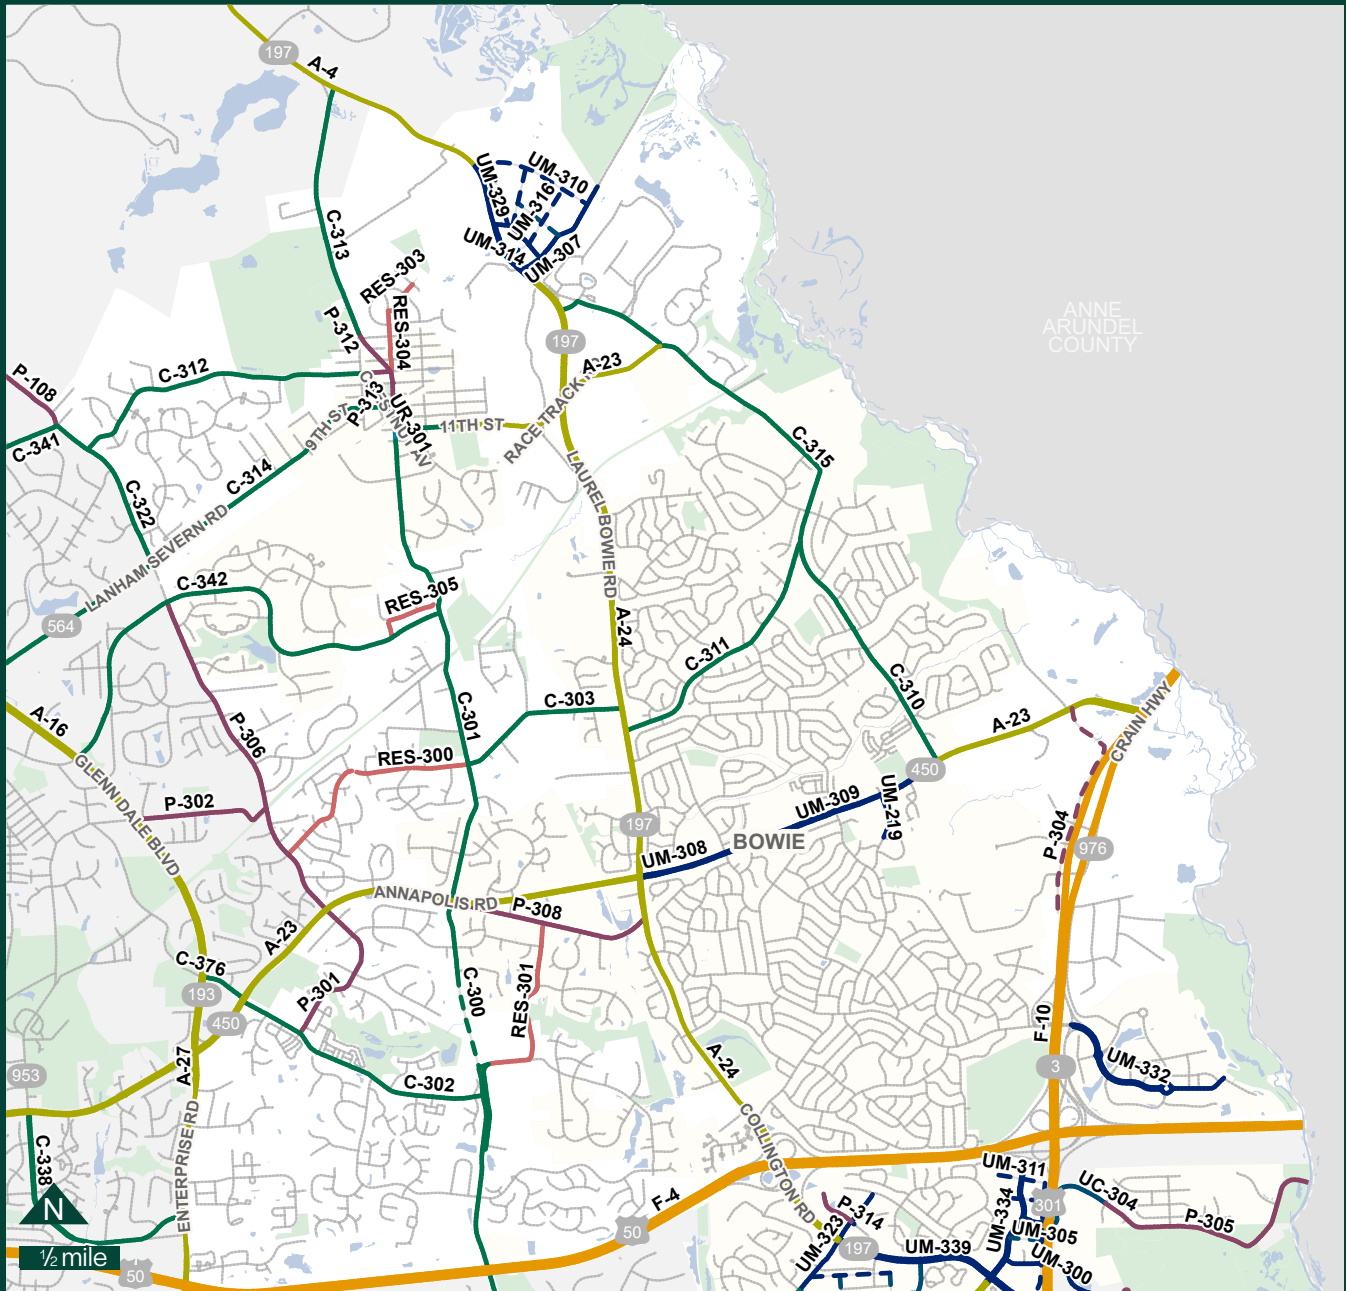 197
A-4
UM-329
UM-310
UM-316
C-313
UM-314
UM-307
RES-303
RES-304
ANNE
ARUNDEL
COUNTY
P-312
197
A-23
P-108
C-312
P-313
CHESTNUT AV
UR-301
9TH ST
11TH ST
RACE TRACK
C-341
C-314
C-315
C-322
LAUREL BOWIE RD
LANHAM SEVERN RD
C-342
RES-305
564
A-24
C-311
C-310
A-16
P-306
C-301
C-303
A-23
CRAIN HWY
RES-300
GLENN DALE BLVD
450
P-302
UM-309
UM-219
197
BOWIE
UM-308
P-304
976
ANNAPOLIS RD
P-308
A-23
C-376
193
P-301
C-300
RES-301
450
F-10
A-27
A-24
953
3
UM-332
C-302
ENTERPRISE RD
COLLINGTON RD
C-338
UM-311
UC-304
F-4
301
P-314
P-305
UM-334
N
UM-305
50
UM-323
197
UM-339
UM-300
½ mile
50